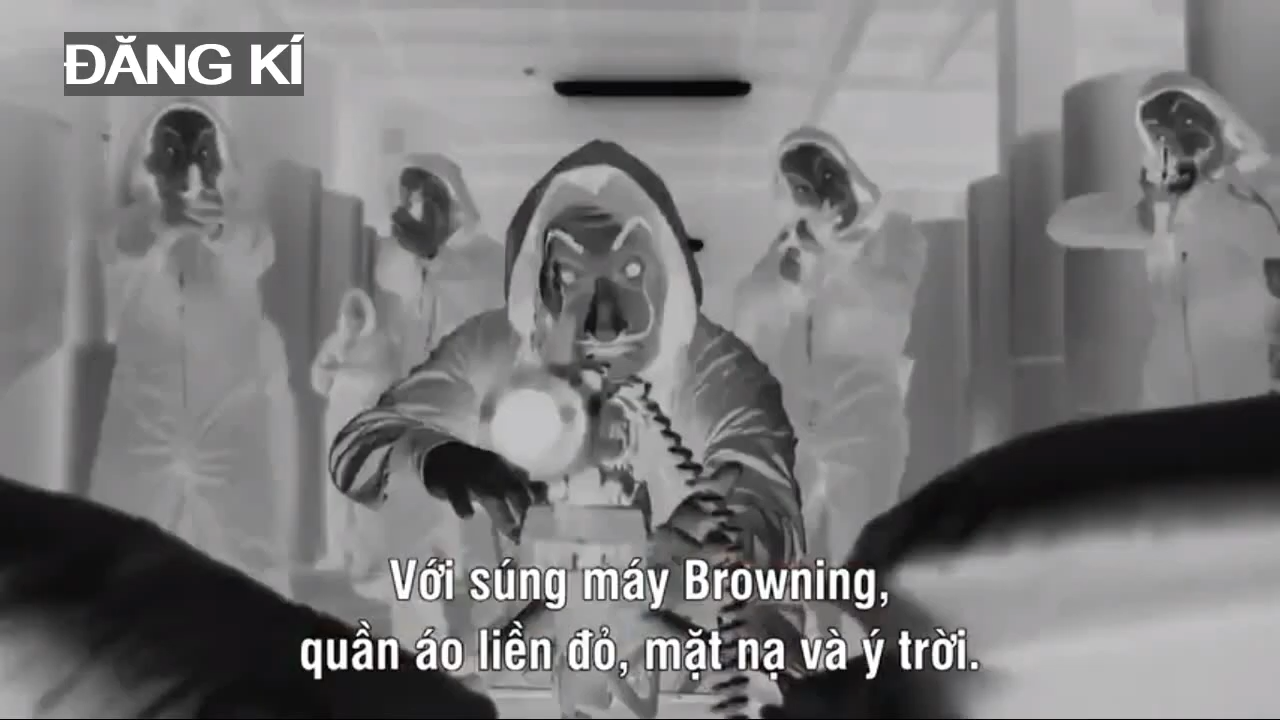 ĐĂNG KÍ
Với súng máy Browning,
quần áo liền đỏ, mặt nạ và ý trời.